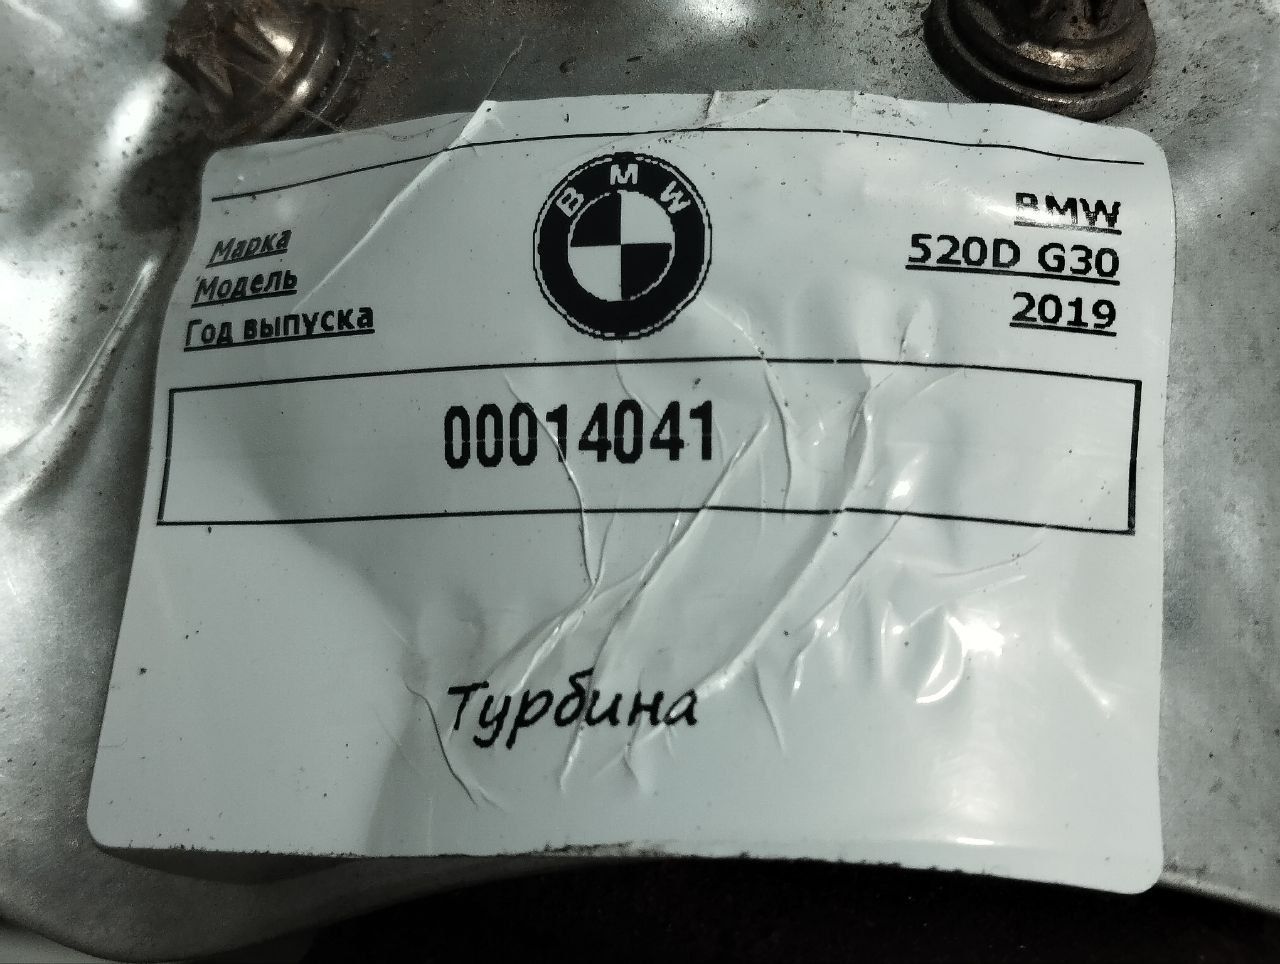 BMW
Марка BMW
Модель 520D G30
Год выпуска 2019
00014041
Турбина